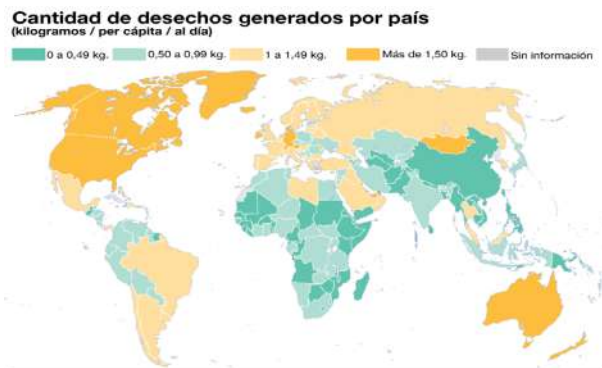 Cantidad de desechos generados por país
(kilogramos / per cápita / al día)
0 a 0,49 kg. 0,50 a 0,99 kg. 1 a 1,49 kg. Más de 1,50 kg. Sin información